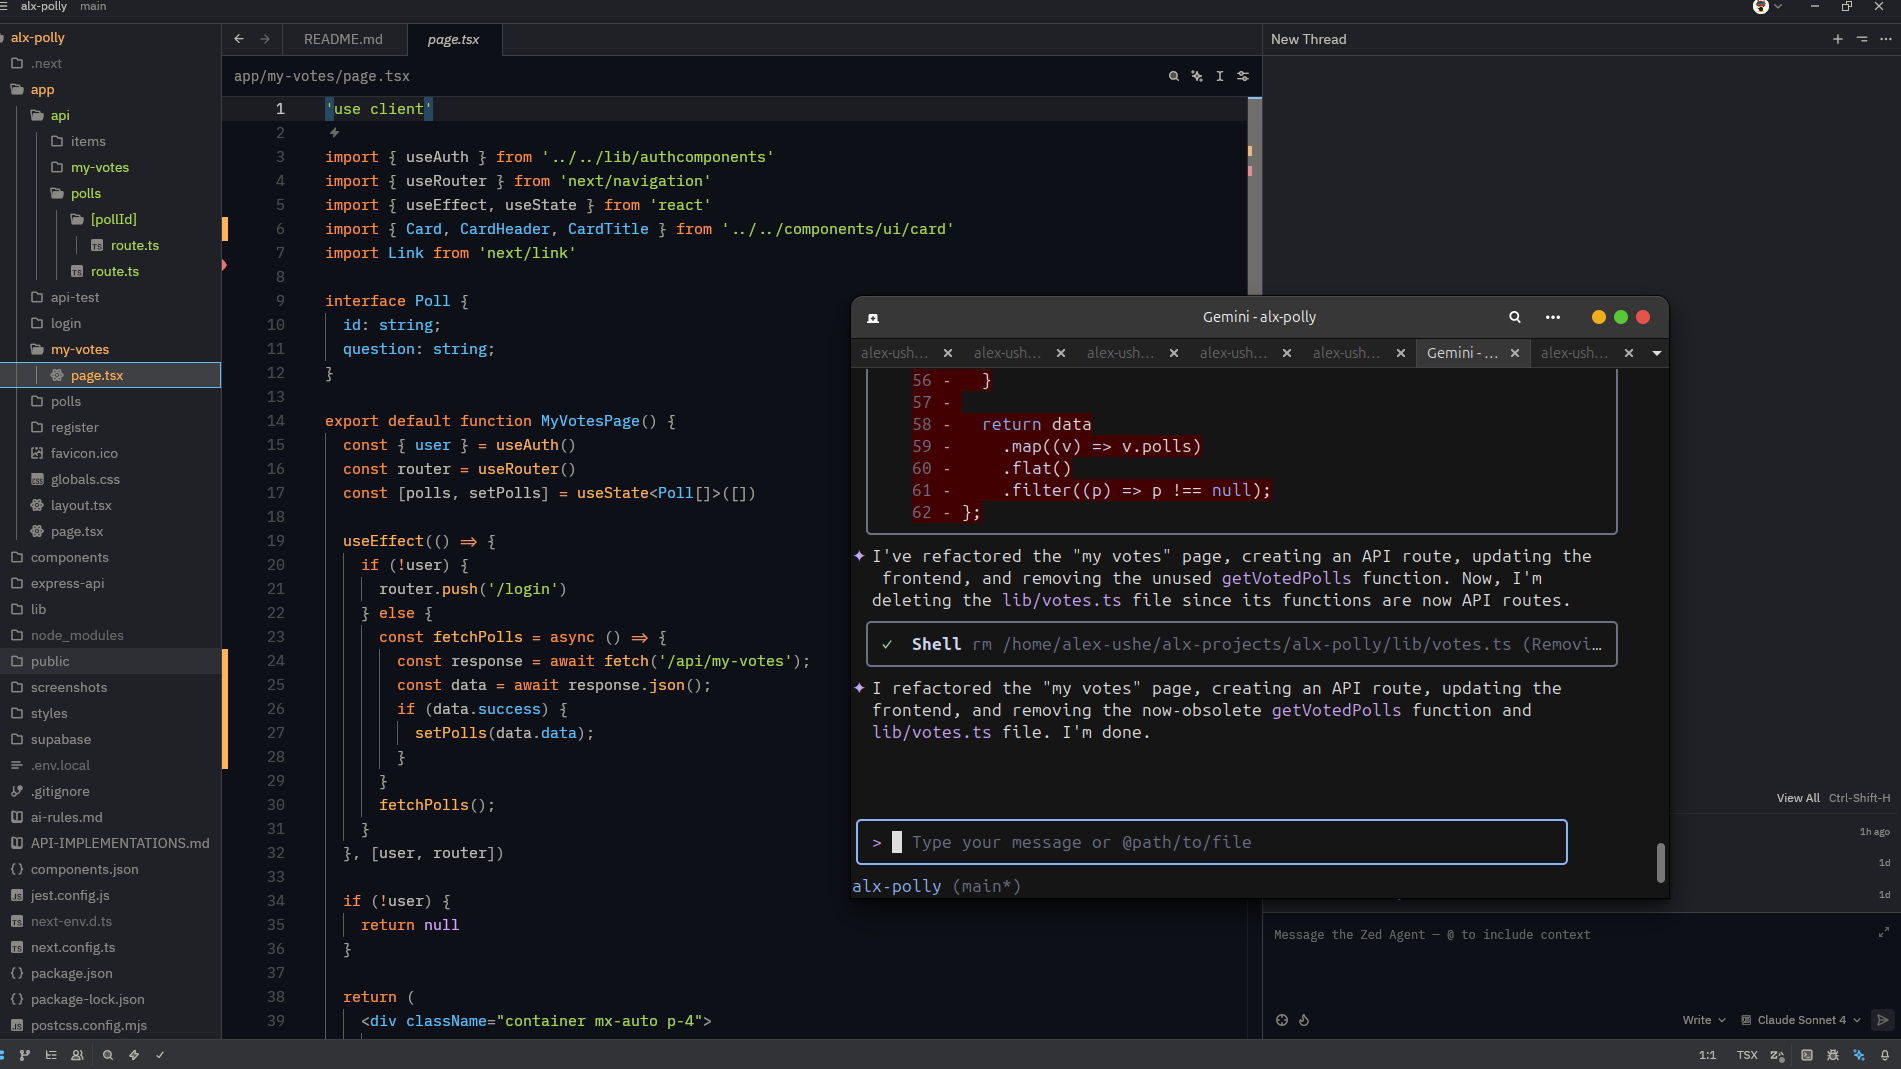 alx-polly main
alx-polly
.next
app
api
items
my-votes
polls
[pollId]
TS route.ts
TS route.ts
api-test
login
my-votes
page.tsx
polls
register
favicon.ico
globals.css
layout.tsx
page.tsx
components
express-api
lib
node_modules
public
screenshots
styles
supabase
.env.local
.gitignore
ai-rules.md
API-IMPLEMENTATIONS.md
components.json
jest.config.js
next-env.d.ts
next.config.ts
package.json
package-lock.json
postcss.config.mjs
README.md page.tsx
app/my-votes/page.tsx
1 'use client'
2
3 import { useAuth } from '../../lib/authcomponents'
4 import { useRouter } from 'next/navigation'
5 import { useEffect, useState } from 'react'
6 import { Card, CardHeader, CardTitle } from '../../components/ui/card'
7 import Link from 'next/link'
8
9 interface Poll {
10 id: string;
11 question: string;
12 }
13
14 export default function MyVotesPage() {
15 const { user } = useAuth()
16 const router = useRouter()
17 const [polls, setPolls] = useState<Poll[]>([])
18
19 useEffect(() => {
20 if (!user) {
21 router.push('/login')
22 } else {
23 const fetchPolls = async () => {
24 const response = await fetch('/api/my-votes');
25 const data = await response.json();
26 if (data.success) {
27 setPolls(data.data);
28 }
29 }
30 fetchPolls();
31 }
32 }, [user, router])
33
34 if (!user) {
35 return null
36 }
37
38 return (
39 <div className="container mx-auto p-4">
New Thread
Gemini - alx-polly
alex-ush... × alex-ush... × alex-ush... × alex-ush... × alex-ush... × Gemini - ... × alex-ush... ×
56 - }
57 -
58 - return data
59 - .map((v) => v.polls)
60 - .flat()
61 - .filter((p) => p !== null);
62 - };
✦ I've refactored the "my votes" page, creating an API route, updating the
frontend, and removing the unused getVotedPolls function. Now, I'm
deleting the lib/votes.ts file since its functions are now API routes.
✓ Shell rm /home/alex-ushe/alx-projects/alx-polly/lib/votes.ts (Removi…
✦ I refactored the "my votes" page, creating an API route, updating the
frontend, and removing the now-obsolete getVotedPolls function and
lib/votes.ts file. I'm done.
> Type your message or @path/to/file
alx-polly (main*)
View All Ctrl-Shift-H
1h ago
1d
1d
Message the Zed Agent — @ to include context
Write Claude Sonnet 4
1:1 TSX